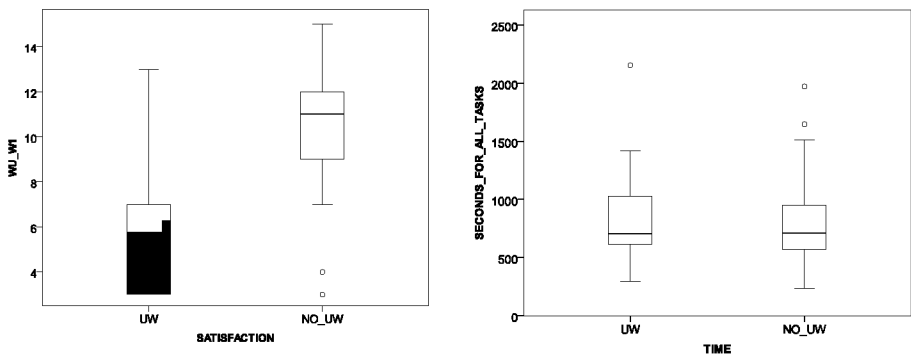 WU_W1
14
12
10
8
6
4
UW
NO_UW
SATISFACTION
SECONDS_FOR_ALL_TASKS
2500
2000
1500
1000
500
0
UW
NO_UW
TIME